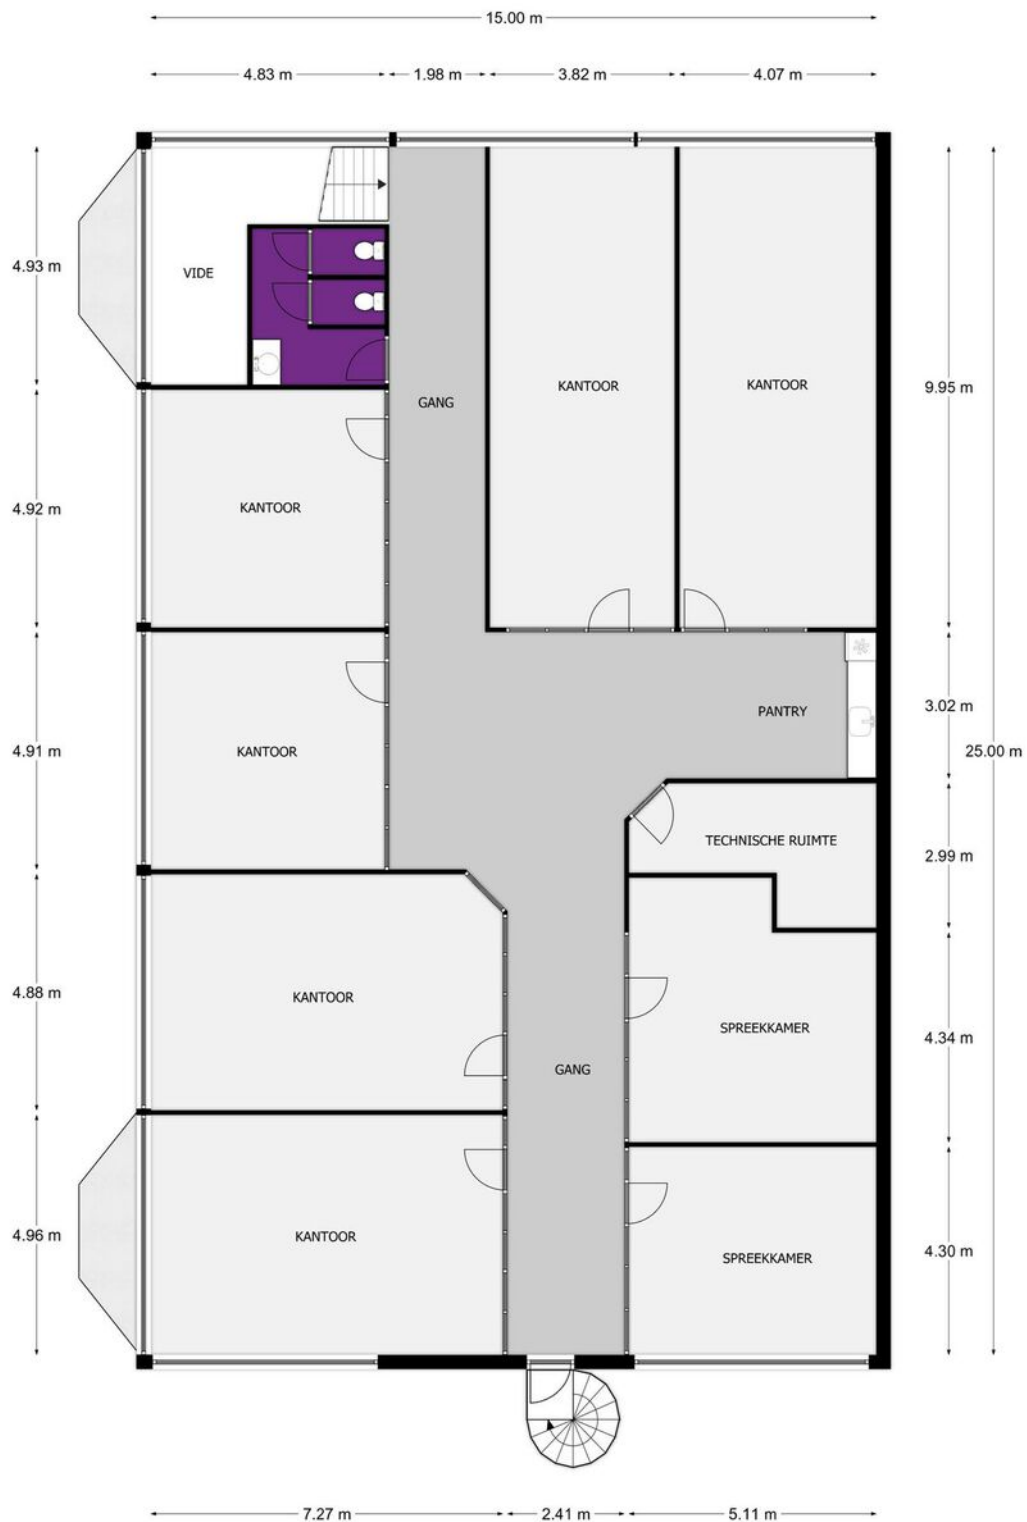 15.00 m
4.83 m
1.98 m
3.82 m
4.07 m
4.93 m
VIDE
GANG
KANTOOR
KANTOOR
9.95 m
4.92 m
KANTOOR
3.02 m
PANTRY
4.91 m
KANTOOR
25.00 m
TECHNISCHE RUIMTE
2.99 m
4.88 m
KANTOOR
SPREEKKAMER
4.34 m
GANG
4.96 m
KANTOOR
SPREEKKAMER
4.30 m
7.27 m
2.41 m
5.11 m